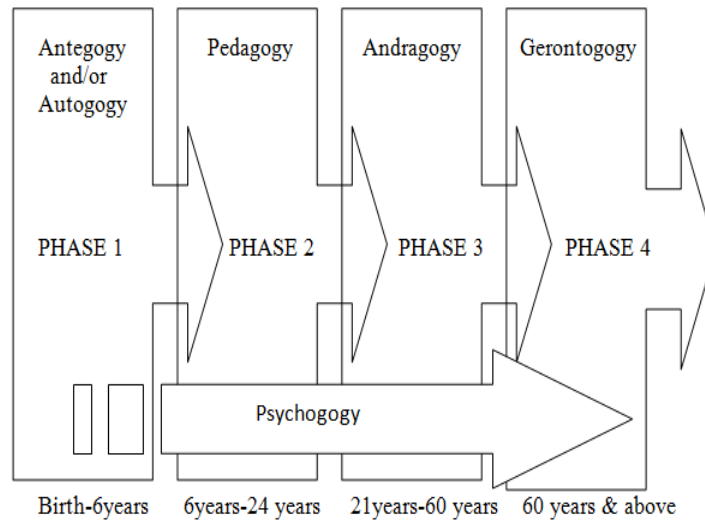 Antegogy
and/or
Autogogy
Pedagogy
Andragogy
Gerontogogy
PHASE 1
PHASE 2
PHASE 3
PHASE 4
Psychogogy
Birth-6years
6years-24 years
21years-60 years
60 years & above